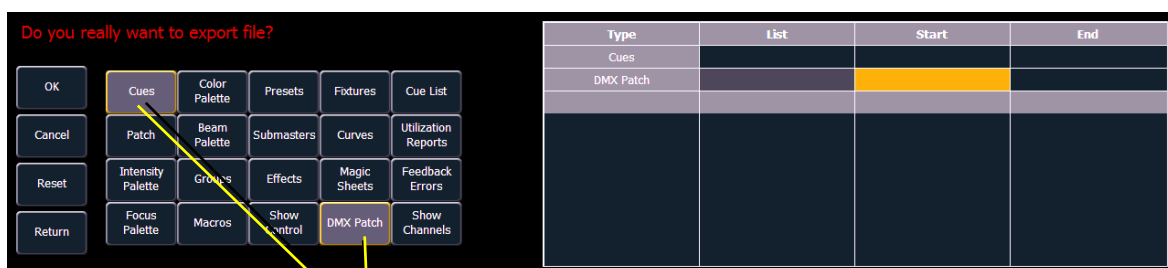 Do you really want to export file?
OK
Cues
Color
Palette
Presets
Fixtures
Cue List
Cancel
Patch
Beam
Palette
Submasters
Curves
Utilization
Reports
Reset
Intensity
Palette
Groups
Effects
Magic
Sheets
Feedback
Errors
Return
Focus
Palette
Macros
Show
Control
DMX Patch
Show
Channels
Type List Start End
Cues
DMX Patch